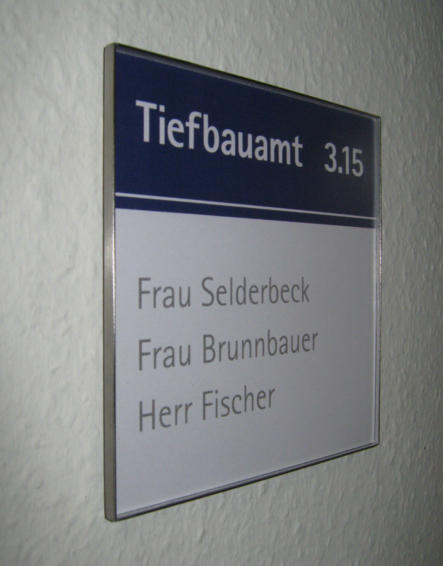 Tiefbauamt 3.15
Frau Selderbeck
Frau Brunnbauer
Herr Fischer